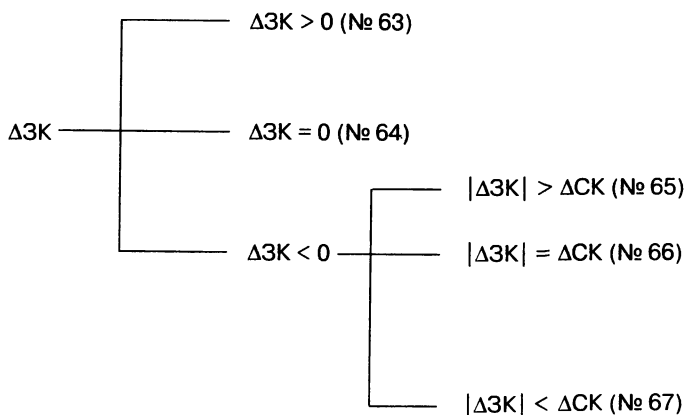 ΔЗК > 0 (№ 63)
ΔЗК
ΔЗК = 0 (№ 64)
|ΔЗК| > ΔСК (№ 65)
ΔЗК < 0
|ΔЗК| = ΔСК (№ 66)
|ΔЗК| < ΔСК (№ 67)